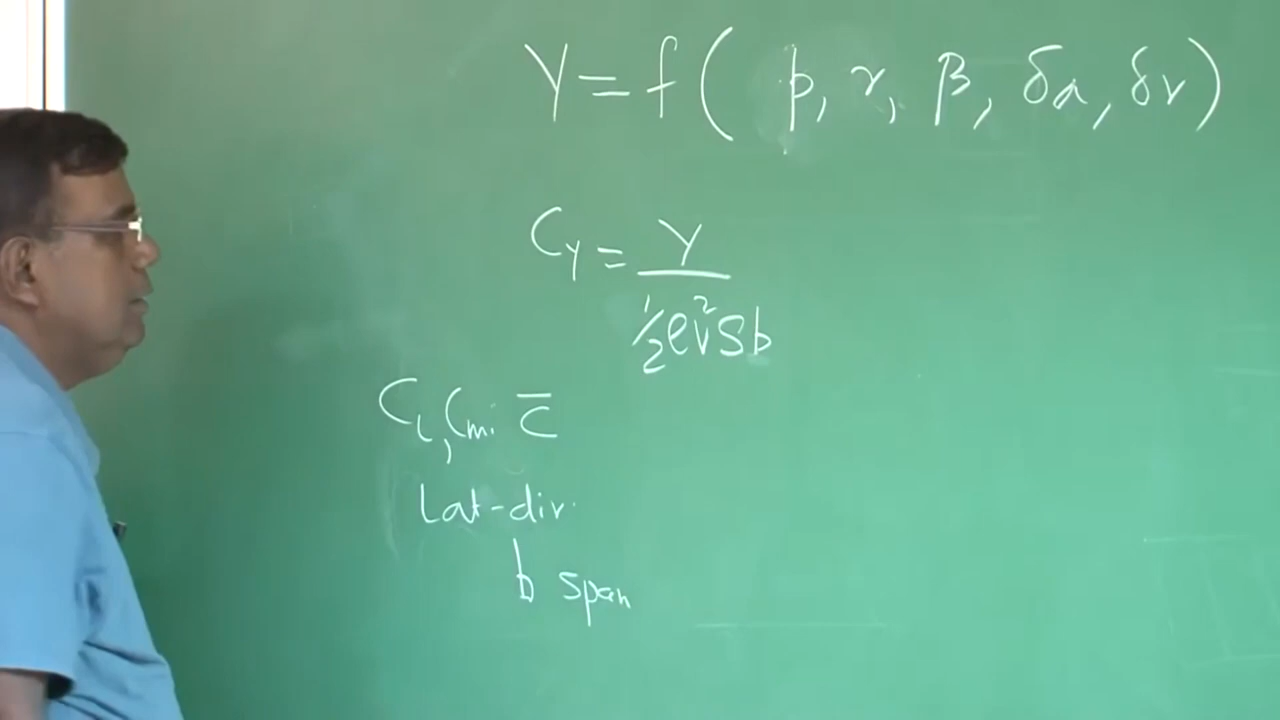 Y = f( p, r, β, δa, δr)
Cy = Y / ½ρv²Sb
CL, Cm: c̄
Lat-dir.
b span